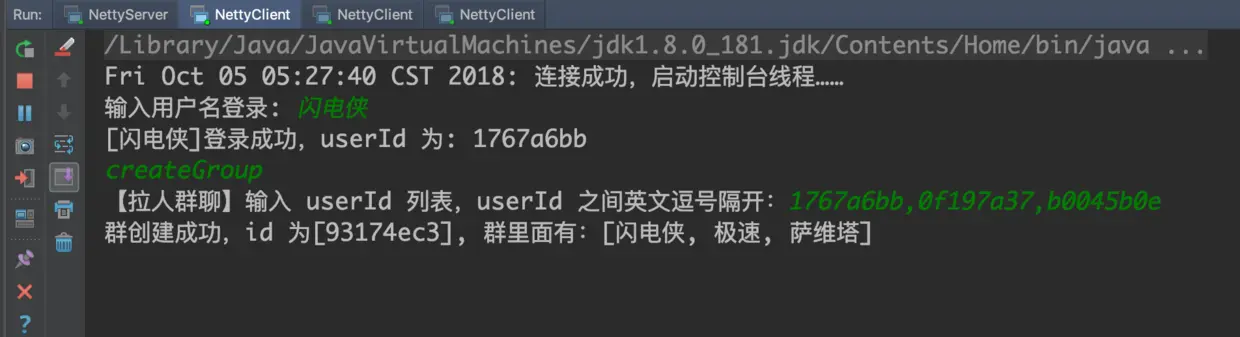 Run: NettyServer NettyClient NettyClient NettyClient
/Library/Java/JavaVirtualMachines/jdk1.8.0_181.jdk/Contents/Home/bin/java ...
Fri Oct 05 05:27:40 CST 2018: 连接成功，启动控制台线程……
输入用户名登录: 闪电侠
[闪电侠]登录成功，userId 为: 1767a6bb
createGroup
【拉人群聊】输入 userId 列表，userId 之间英文逗号隔开：1767a6bb,0f197a37,b0045b0e
群创建成功，id 为[93174ec3], 群里面有：[闪电侠, 极速, 萨维塔]